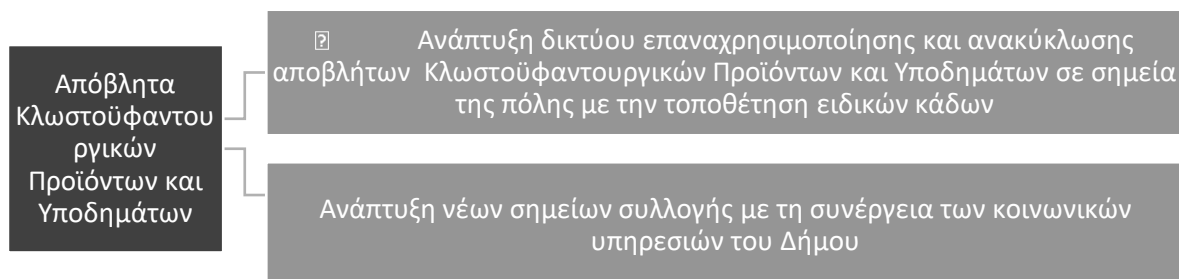 Απόβλητα
Κλωστοϋφαντου
ργικών
Προϊόντων και
Υποδημάτων
Ανάπτυξη δικτύου επαναχρησιμοποίησης και ανακύκλωσης
αποβλήτων Κλωστοϋφαντουργικών Προϊόντων και Υποδημάτων σε σημεία
της πόλης με την τοποθέτηση ειδικών κάδων
Ανάπτυξη νέων σημείων συλλογής με τη συνέργεια των κοινωνικών
υπηρεσιών του Δήμου